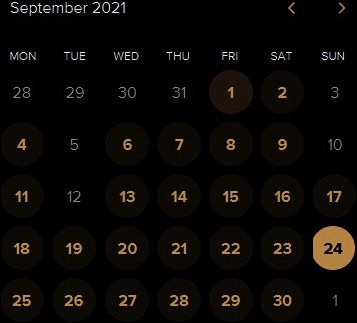 September 2021
MON TUE WED THU FRI SAT SUN
28 29 30 31 1 2 3
4 5 6 7 8 9 10
11 12 13 14 15 16 17
18 19 20 21 22 23 24
25 26 27 28 29 30 1